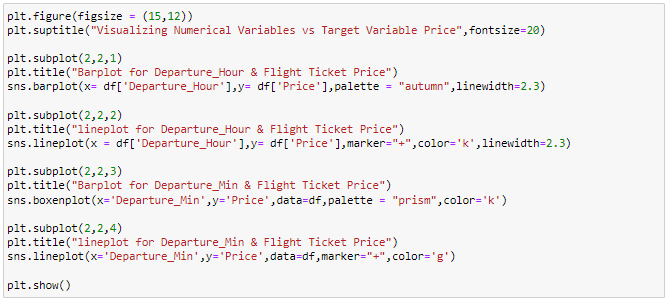 plt.figure(figsize = (15,12))
plt.suptitle("Visualizing Numerical Variables vs Target Variable Price",fontsize=20)
plt.subplot(2,2,1)
plt.title("Barplot for Departure_Hour & Flight Ticket Price")
sns.barplot(x= df['Departure_Hour'],y= df['Price'],palette = "autumn",linewidth=2.3)
plt.subplot(2,2,2)
plt.title("lineplot for Departure_Hour & Flight Ticket Price")
sns.lineplot(x = df['Departure_Hour'],y= df['Price'],marker="+",color='k',linewidth=2.3)
plt.subplot(2,2,3)
plt.title("Barplot for Departure_Min & Flight Ticket Price")
sns.boxenplot(x='Departure_Min',y='Price',data=df,palette = "prism",color='k')
plt.subplot(2,2,4)
plt.title("lineplot for Departure_Min & Flight Ticket Price")
sns.lineplot(x='Departure_Min',y='Price',data=df,marker="+",color='g')
plt.show()